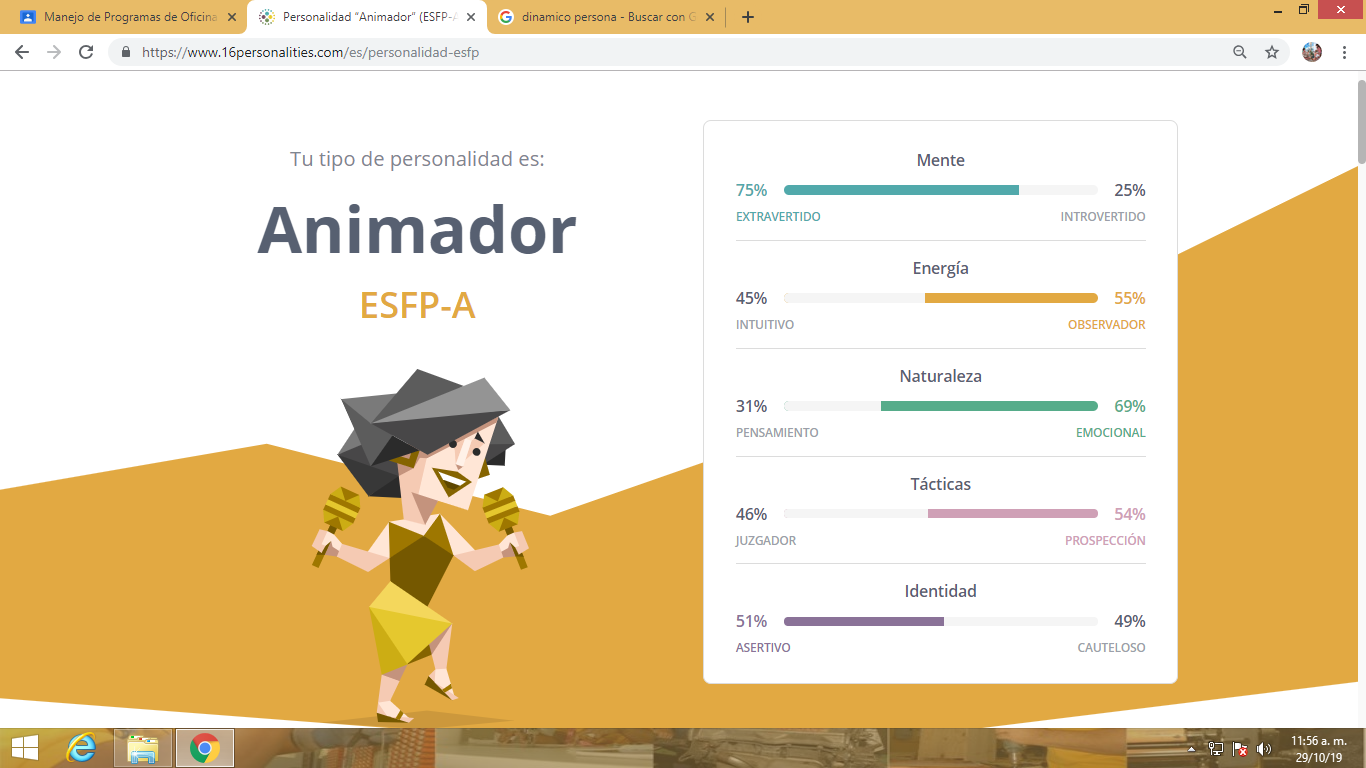 Manejo de Programas de Oficina
Personalidad “Animador” (ESFP-A
dinamico persona - Buscar con G
https://www.16personalities.com/es/personalidad-esfp
Tu tipo de personalidad es:
Animador
ESFP-A
Mente
75% 25%
EXTRAVERTIDO INTROVERTIDO
Energía
45% 55%
INTUITIVO OBSERVADOR
Naturaleza
31% 69%
PENSAMIENTO EMOCIONAL
Tácticas
46% 54%
JUZGADOR PROSPECCIÓN
Identidad
51% 49%
ASERTIVO CAUTELOSO
11:56 a. m.
29/10/19